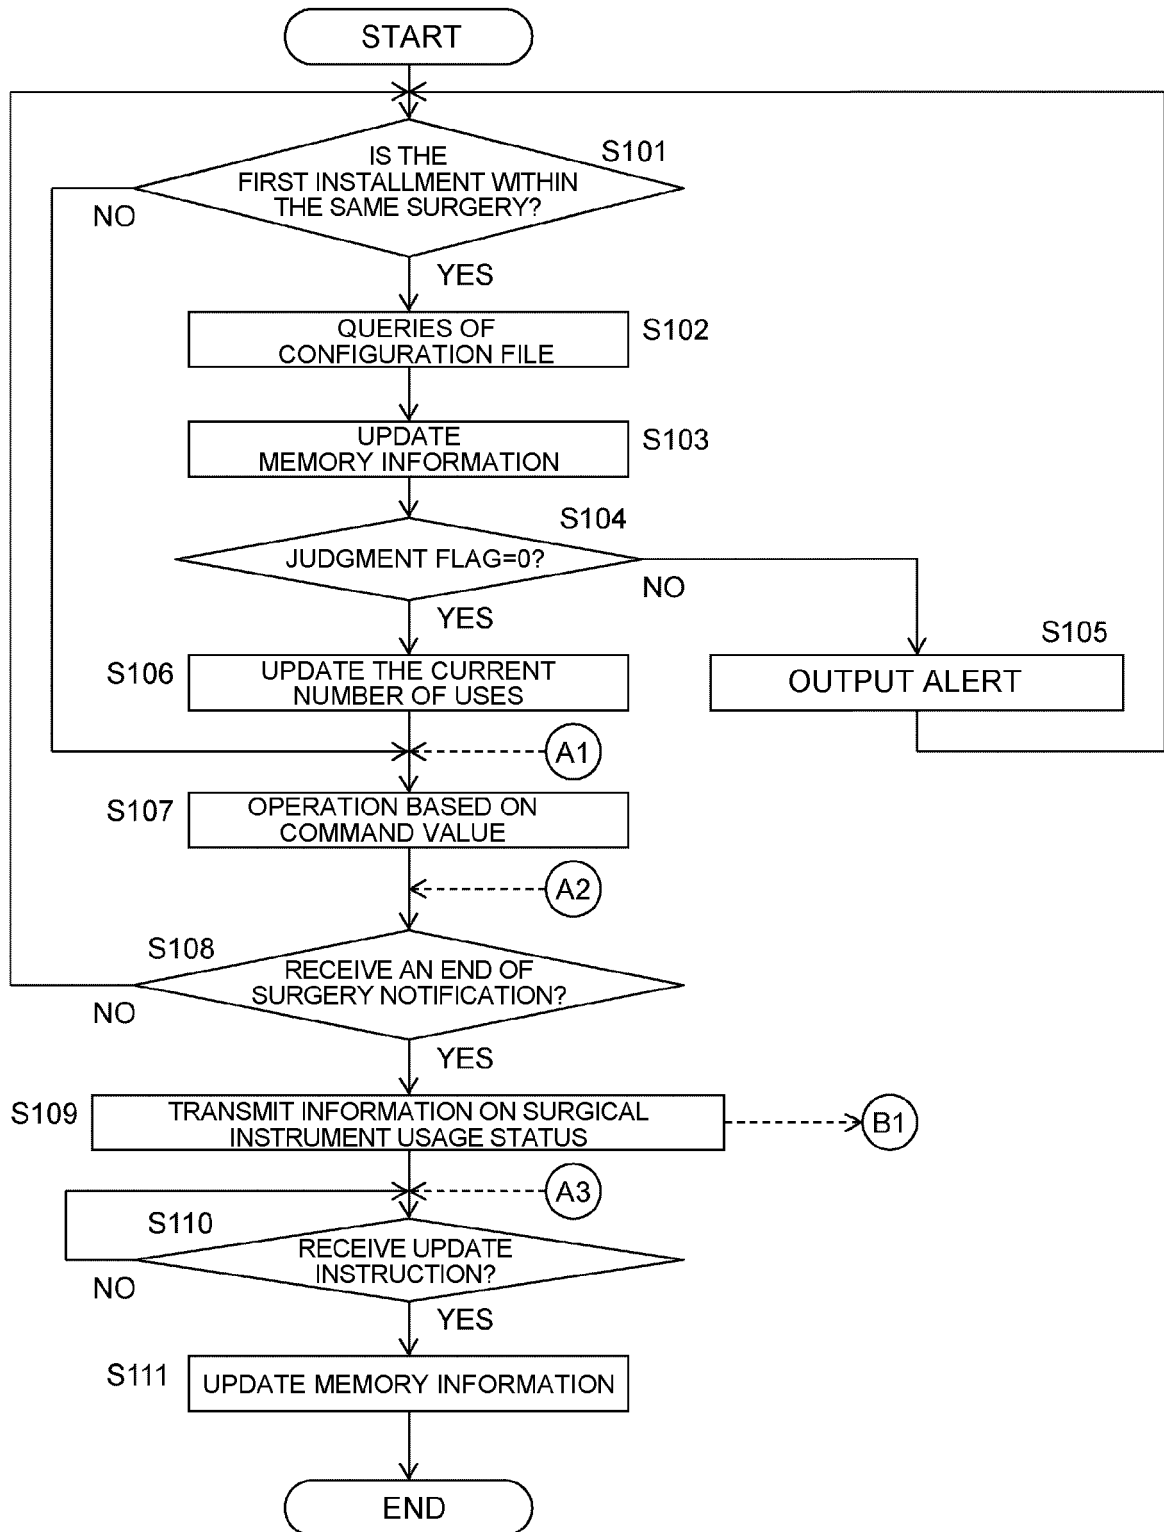 START
IS THE
FIRST INSTALLMENT WITHIN
THE SAME SURGERY?
S101
NO
YES
QUERIES OF
CONFIGURATION FILE
S102
UPDATE
MEMORY INFORMATION
S103
S104
JUDGMENT FLAG=0?
NO
YES
S105
OUTPUT ALERT
S106
UPDATE THE CURRENT
NUMBER OF USES
A1
S107
OPERATION BASED ON
COMMAND VALUE
A2
S108
RECEIVE AN END OF
SURGERY NOTIFICATION?
NO
YES
S109
TRANSMIT INFORMATION ON SURGICAL
INSTRUMENT USAGE STATUS
B1
A3
S110
RECEIVE UPDATE
INSTRUCTION?
NO
YES
S111
UPDATE MEMORY INFORMATION
END